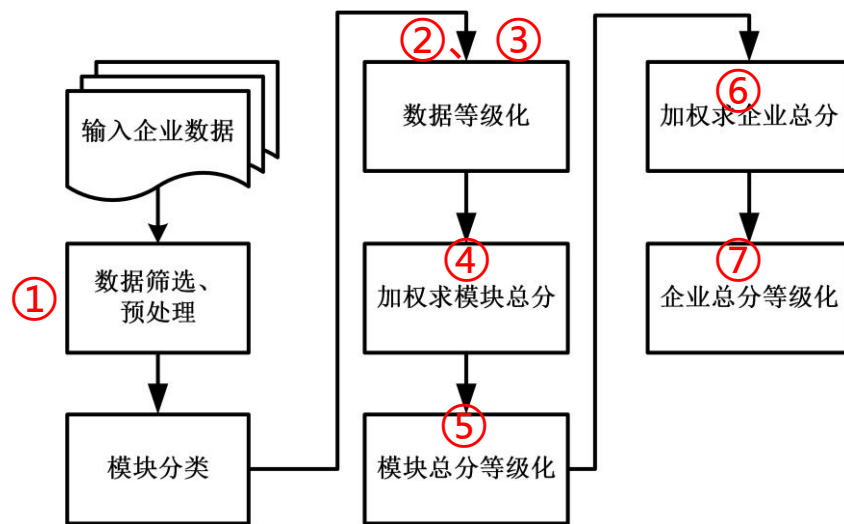 输入企业数据
①
数据筛选、
预处理
模块分类
②、③
数据等级化
④
加权求模块总分
⑤
模块总分等级化
⑥
加权求企业总分
⑦
企业总分等级化